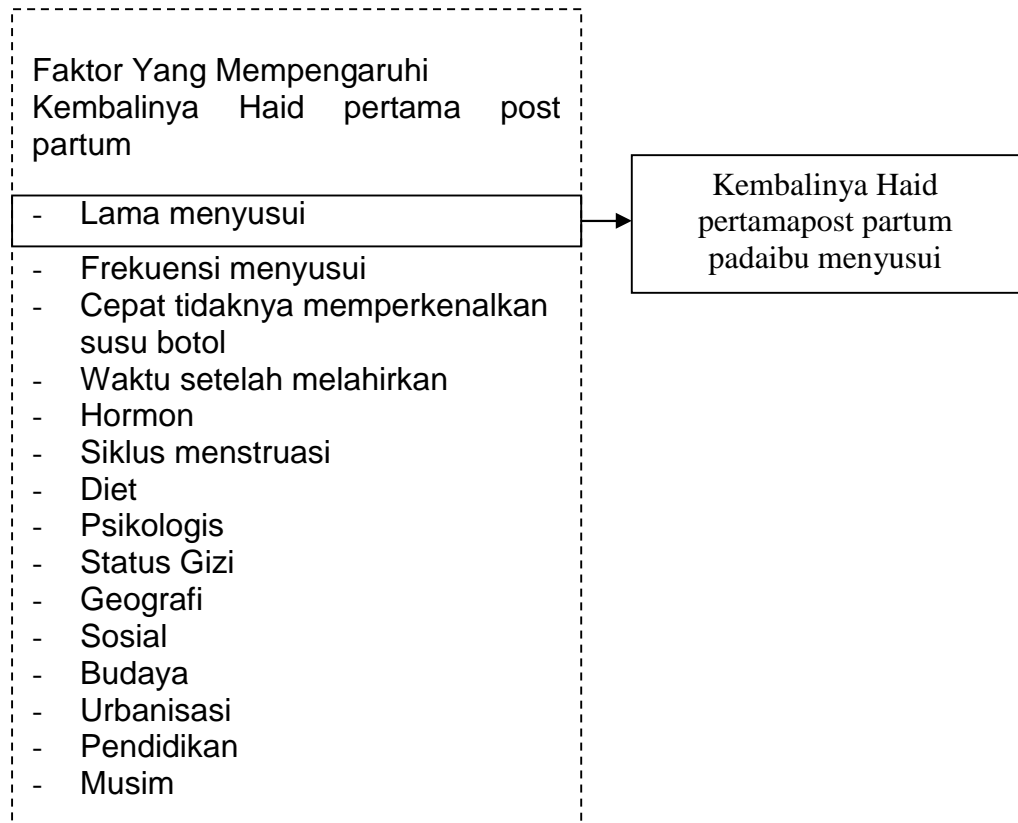 Faktor Yang Mempengaruhi
Kembalinya Haid pertama post
partum
- Lama menyusui
- Frekuensi menyusui
- Cepat tidaknya memperkenalkan
susu botol
- Waktu setelah melahirkan
- Hormon
- Siklus menstruasi
- Diet
- Psikologis
- Status Gizi
- Geografi
- Sosial
- Budaya
- Urbanisasi
- Pendidikan
- Musim
Kembalinya Haid
pertamapost partum
padaibu menyusui